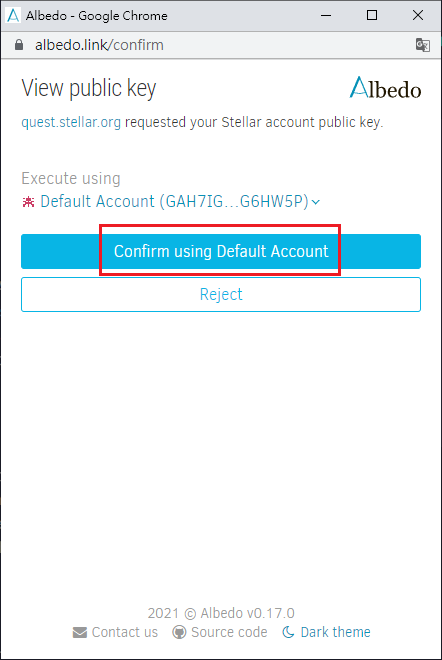 Albedo - Google Chrome
albedo.link/confirm
View public key
Albedo
quest.stellar.org requested your Stellar account public key.
Execute using
Default Account (GAH7IG...G6HW5P)
Confirm using Default Account
Reject
2021 © Albedo v0.17.0
Contact us Source code Dark theme